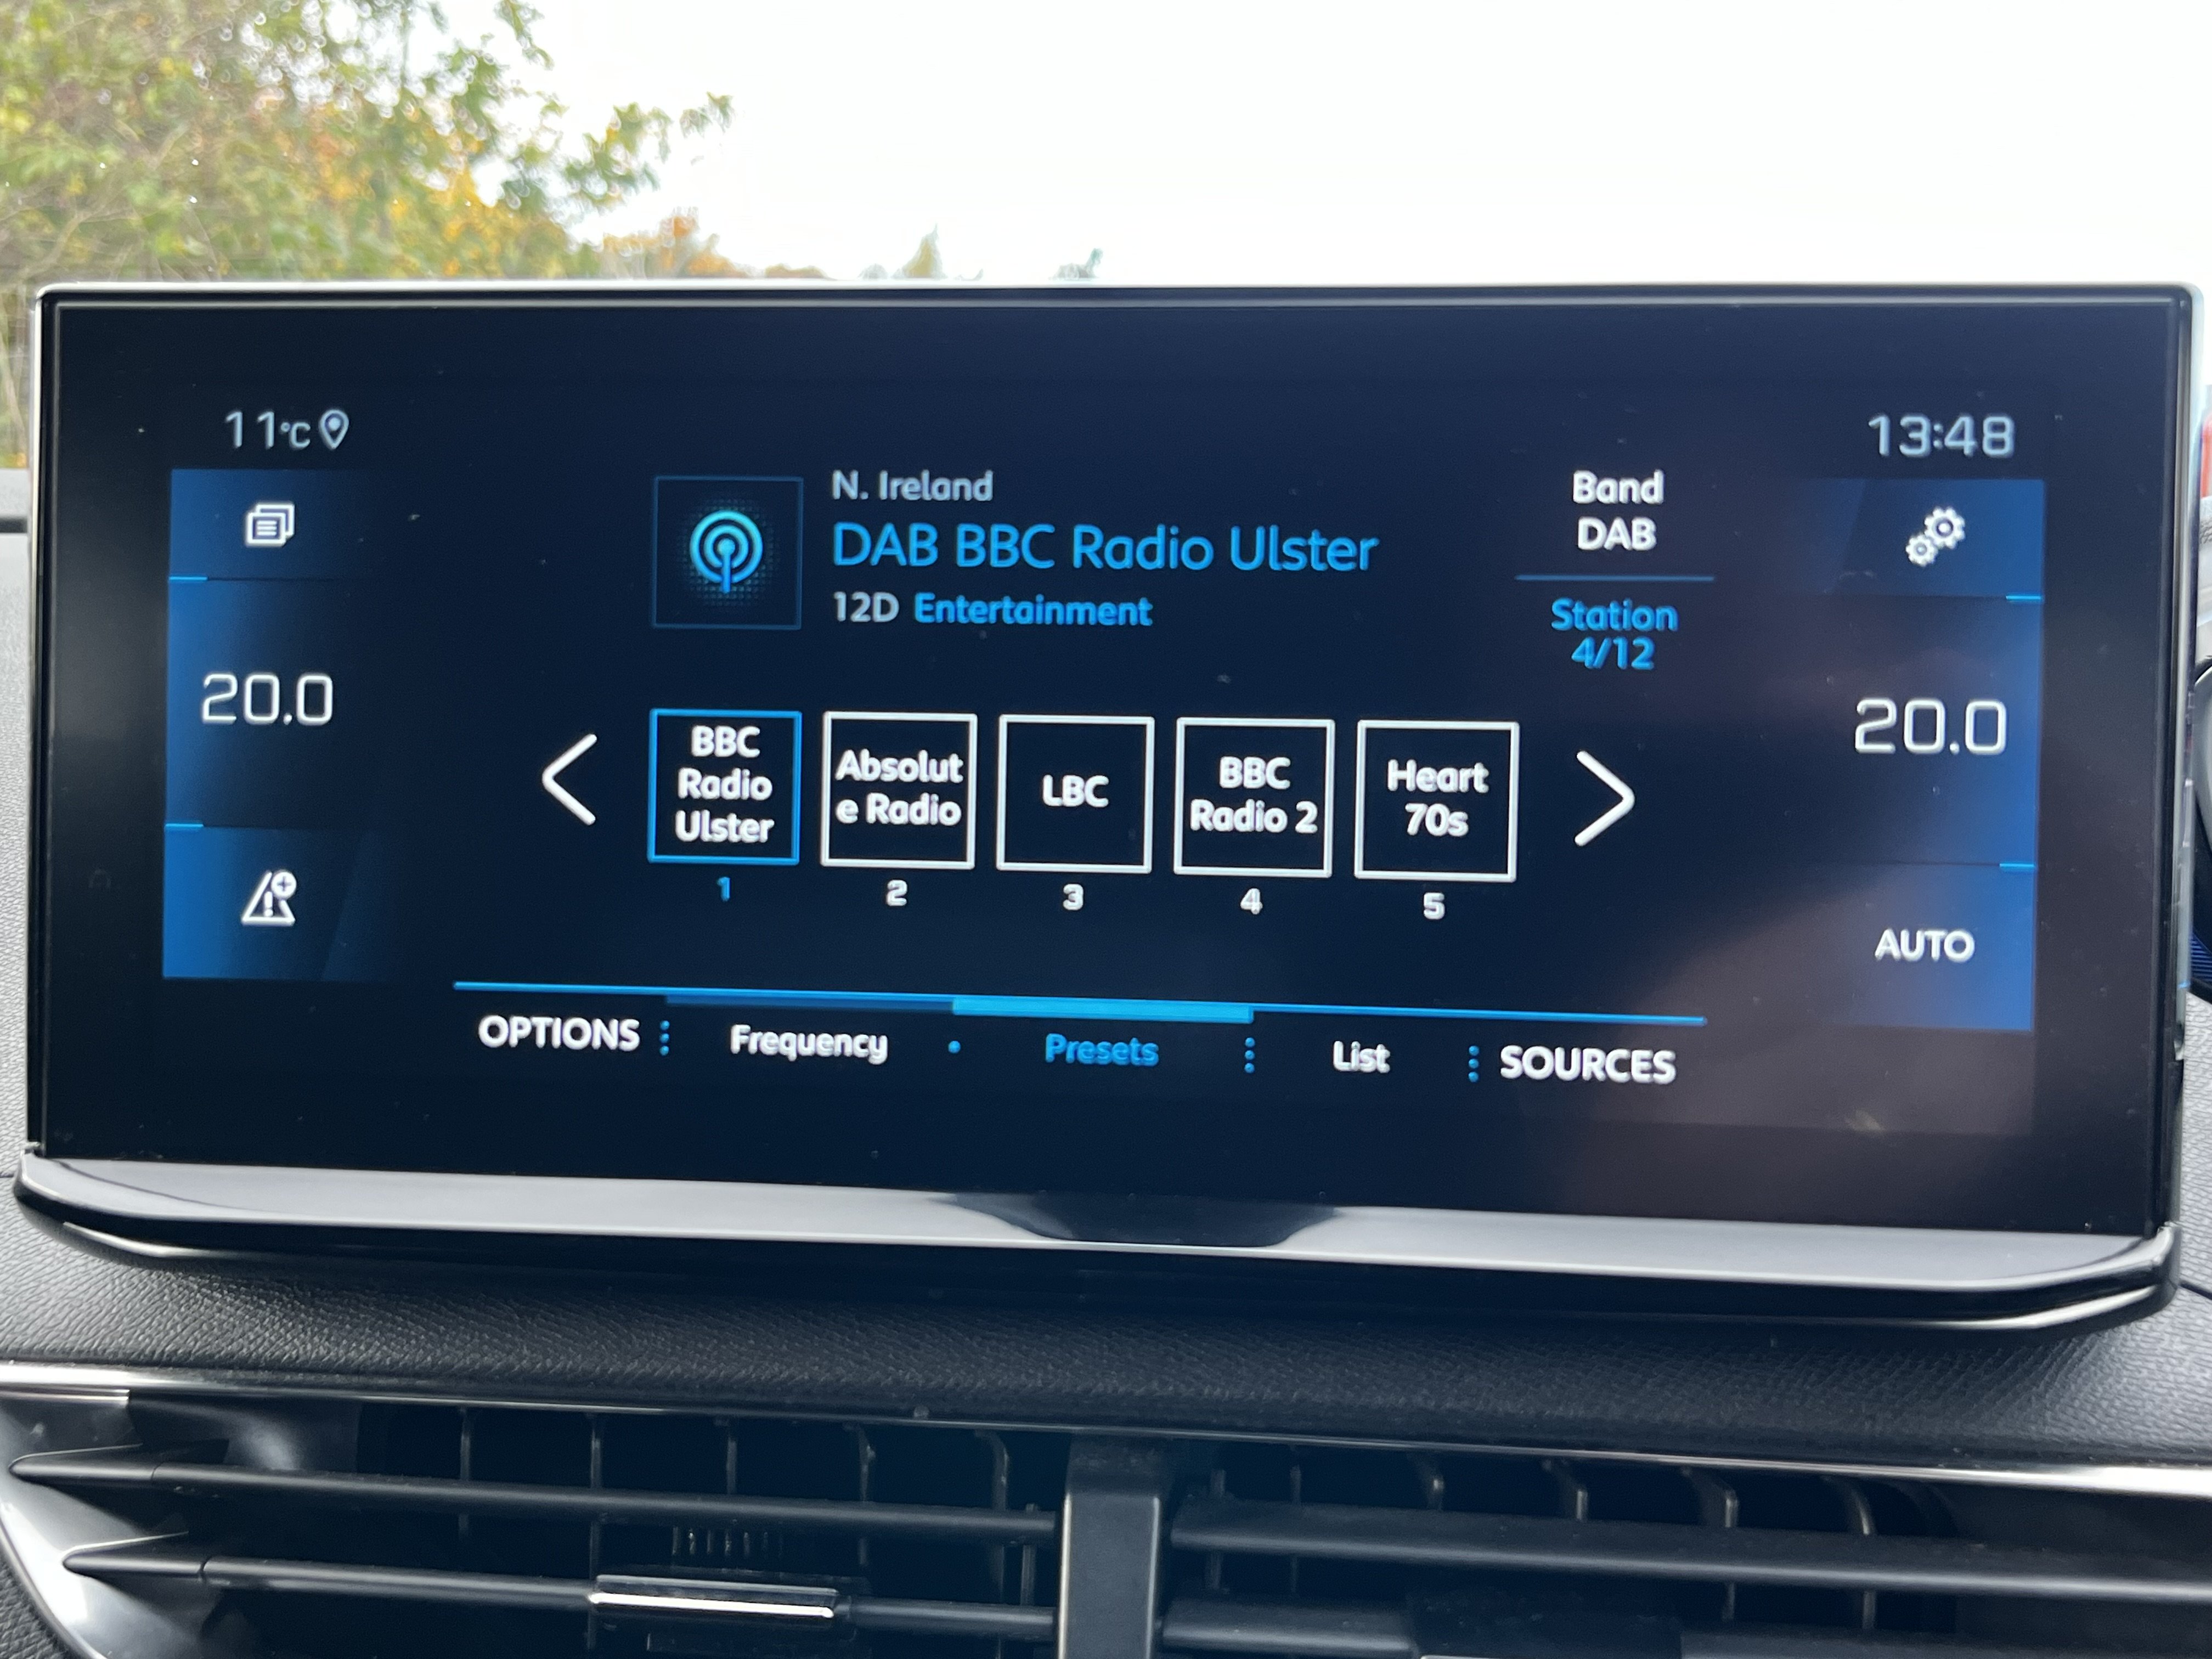 11°C
13:48
N. Ireland
DAB BBC Radio Ulster
12D Entertainment
Band
DAB
Station
4/12
20.0
20.0
BBC
Radio
Ulster
1
Absolut
e Radio
2
LBC
3
BBC
Radio 2
4
Heart
70s
5
AUTO
OPTIONS
Frequency
Presets
List
SOURCES